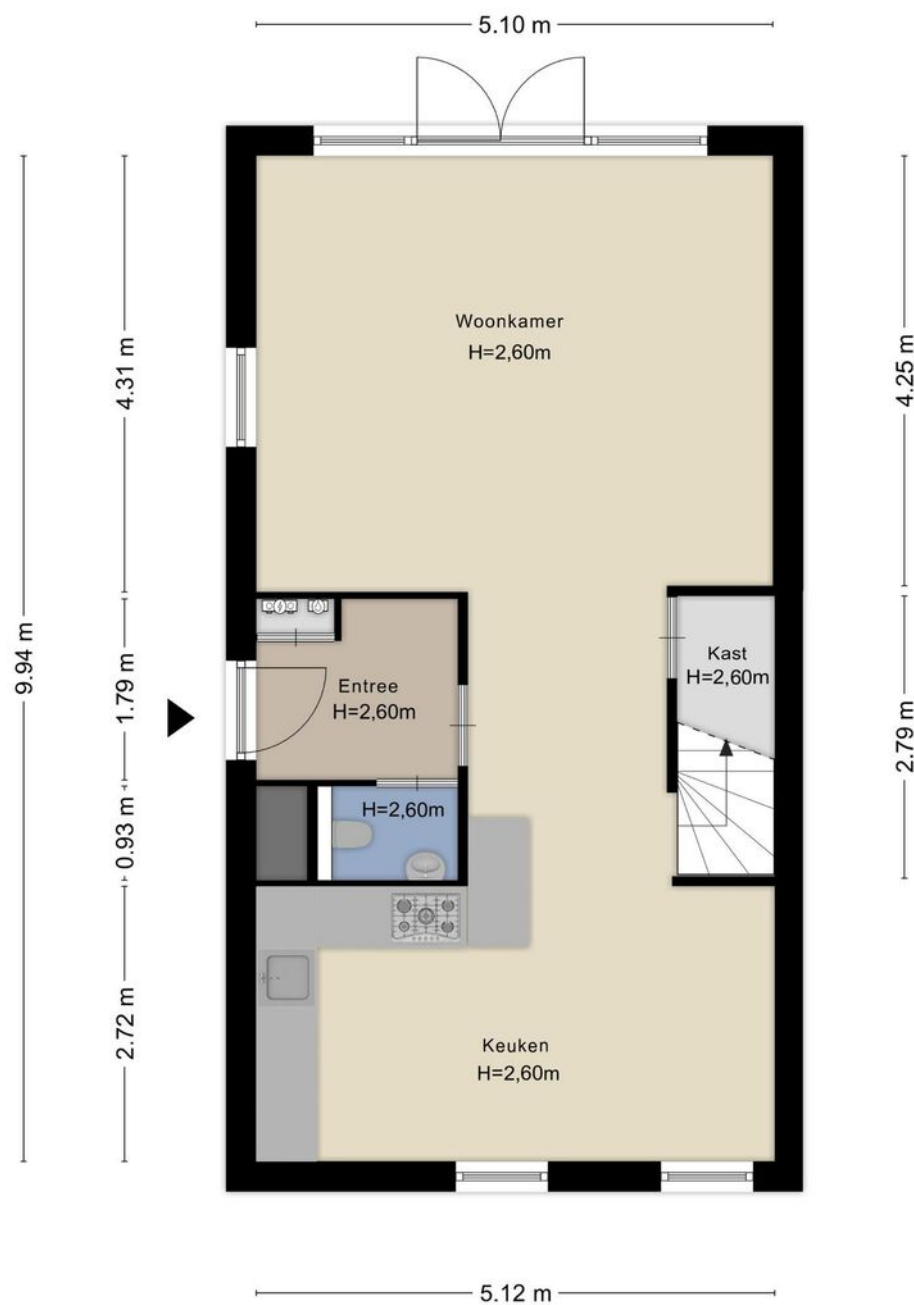 5.10 m
Woonkamer
H=2,60m
4.31 m
4.25 m
9.94 m
Kast
H=2,60m
Entree
H=2,60m
1.79 m
2.79 m
H=2,60m
0.93 m
2.72 m
Keuken
H=2,60m
5.12 m